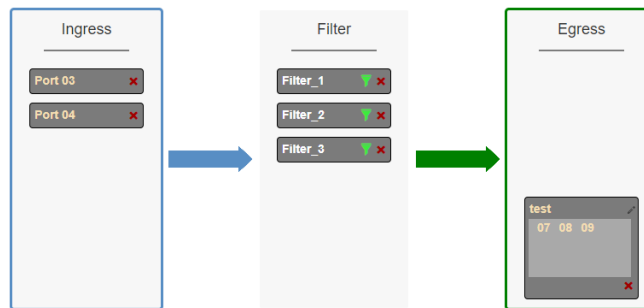 Ingress
Port 03
Port 04
Filter
Filter_1
Filter_2
Filter_3
Egress
test
07 08 09